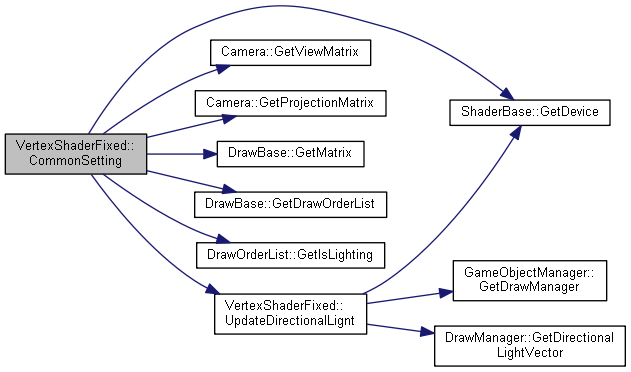 VertexShaderFixed::
CommonSetting
Camera::GetViewMatrix
Camera::GetProjectionMatrix
DrawBase::GetMatrix
DrawBase::GetDrawOrderList
DrawOrderList::GetIsLighting
VertexShaderFixed::
UpdateDirectionalLignt
ShaderBase::GetDevice
GameObjectManager::
GetDrawManager
DrawManager::GetDirectional
LightVector